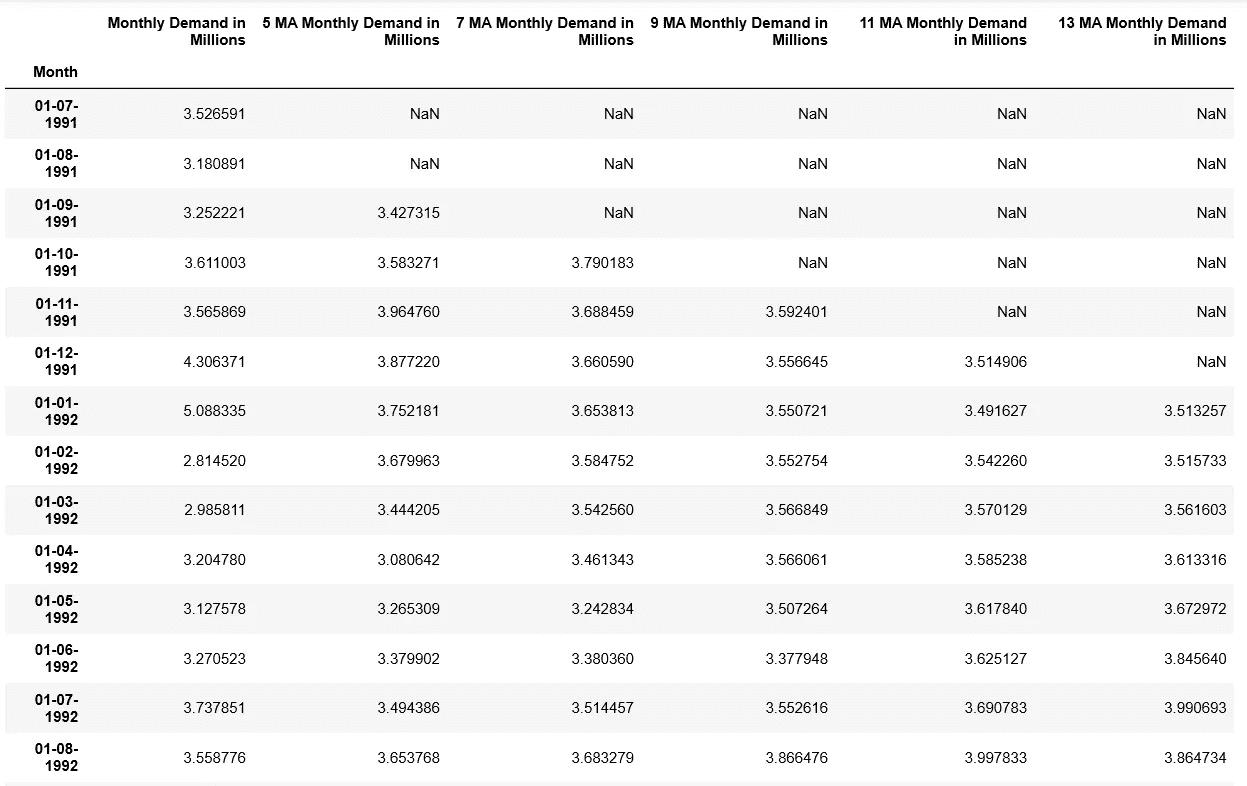 Monthly Demand in Millions 5 MA Monthly Demand in Millions 7 MA Monthly Demand in Millions 9 MA Monthly Demand in Millions 11 MA Monthly Demand in Millions 13 MA Monthly Demand in Millions
Month
01-07-1991 3.526591 NaN NaN NaN NaN NaN
01-08-1991 3.180891 NaN NaN NaN NaN NaN
01-09-1991 3.252221 3.427315 NaN NaN NaN NaN
01-10-1991 3.611003 3.583271 3.790183 NaN NaN NaN
01-11-1991 3.565869 3.964760 3.688459 3.592401 NaN NaN
01-12-1991 4.306371 3.877220 3.660590 3.556645 3.514906 NaN
01-01-1992 5.088335 3.752181 3.653813 3.550721 3.491627 3.513257
01-02-1992 2.814520 3.679963 3.584752 3.552754 3.542260 3.515733
01-03-1992 2.985811 3.444205 3.542560 3.566849 3.570129 3.561603
01-04-1992 3.204780 3.080642 3.461343 3.566061 3.585238 3.613316
01-05-1992 3.127578 3.265309 3.242834 3.507264 3.617840 3.672972
01-06-1992 3.270523 3.379902 3.380360 3.377948 3.625127 3.845640
01-07-1992 3.737851 3.494386 3.514457 3.552616 3.690783 3.990693
01-08-1992 3.558776 3.653768 3.683279 3.866476 3.997833 3.864734